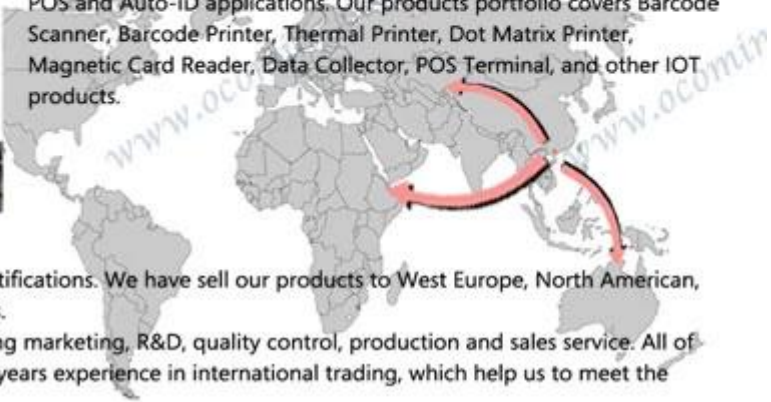 POS and Auto-ID applications. Our products portfolio covers Barcode
Scanner, Barcode Printer, Thermal Printer, Dot Matrix Printer,
Magnetic Card Reader, Data Collector, POS Terminal, and other IOT
products.
www.oco
www.ocomin
tifications. We have sell our products to West Europe, North American,
.
ng marketing, R&D, quality control, production and sales service. All of
years experience in international trading, which help us to meet the